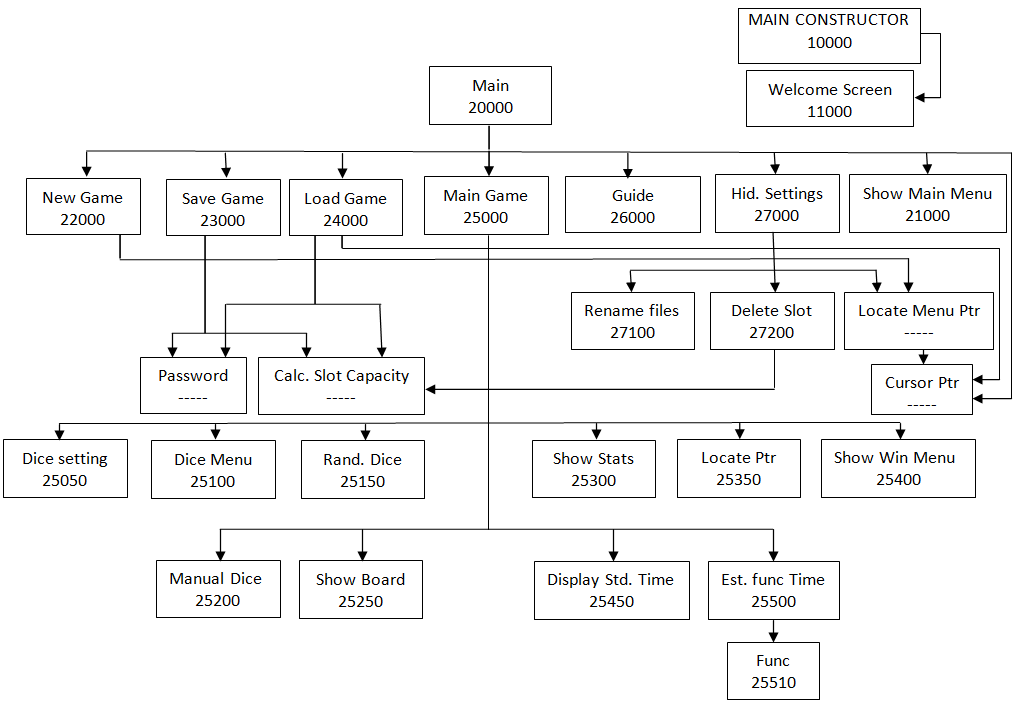 MAIN CONSTRUCTOR
10000
Welcome Screen
11000
Main
20000
New Game
22000
Save Game
23000
Load Game
24000
Main Game
25000
Guide
26000
Hid. Settings
27000
Show Main Menu
21000
Rename files
27100
Delete Slot
27200
Locate Menu Ptr
-----
Password
-----
Calc. Slot Capacity
-----
Cursor Ptr
-----
Dice setting
25050
Dice Menu
25100
Rand. Dice
25150
Show Stats
25300
Locate Ptr
25350
Show Win Menu
25400
Manual Dice
25200
Show Board
25250
Display Std. Time
25450
Est. func Time
25500
Func
25510